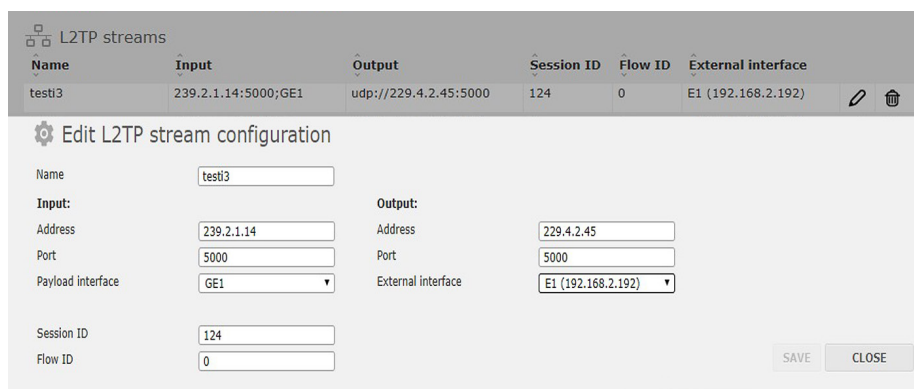 L2TP streams
Name Input Output Session ID Flow ID External interface
testi3 239.2.1.14:5000;GE1 udp://229.4.2.45:5000 124 0 E1 (192.168.2.192)
Edit L2TP stream configuration
Name testi3
Input: Output:
Address 239.2.1.14 Address 229.4.2.45
Port 5000 Port 5000
Payload interface GE1 External interface E1 (192.168.2.192)
Session ID 124
Flow ID 0
SAVE CLOSE